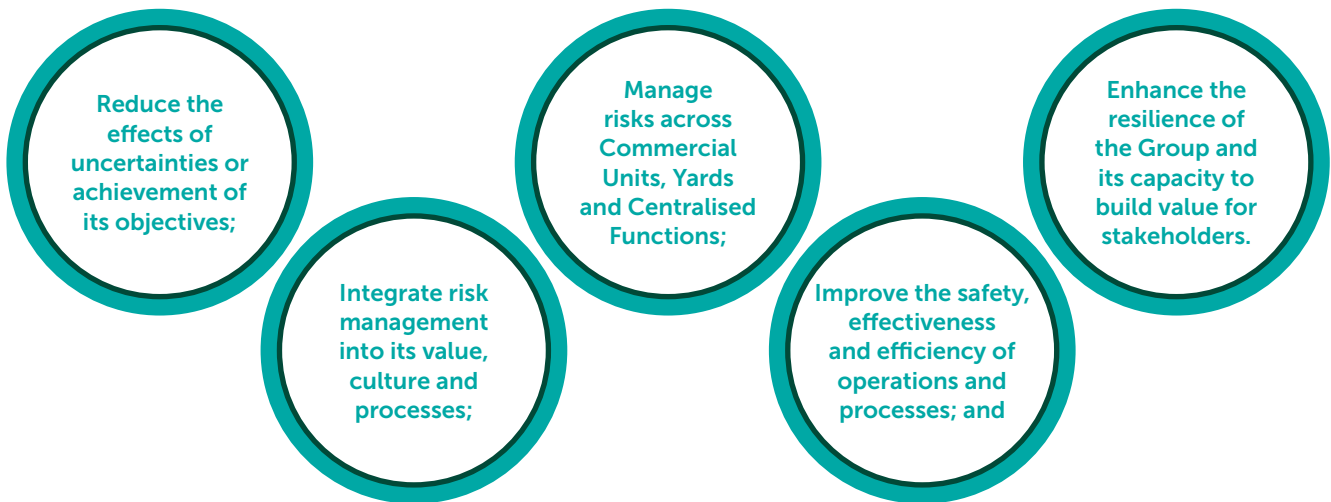 Reduce the
effects of
uncertainties or
achievement of
its objectives;
Integrate risk
management
into its value,
culture and
processes;
Manage
risks across
Commercial
Units, Yards
and Centralised
Functions;
Improve the safety,
effectiveness
and efficiency of
operations and
processes; and
Enhance the
resilience of
the Group and
its capacity to
build value for
stakeholders.